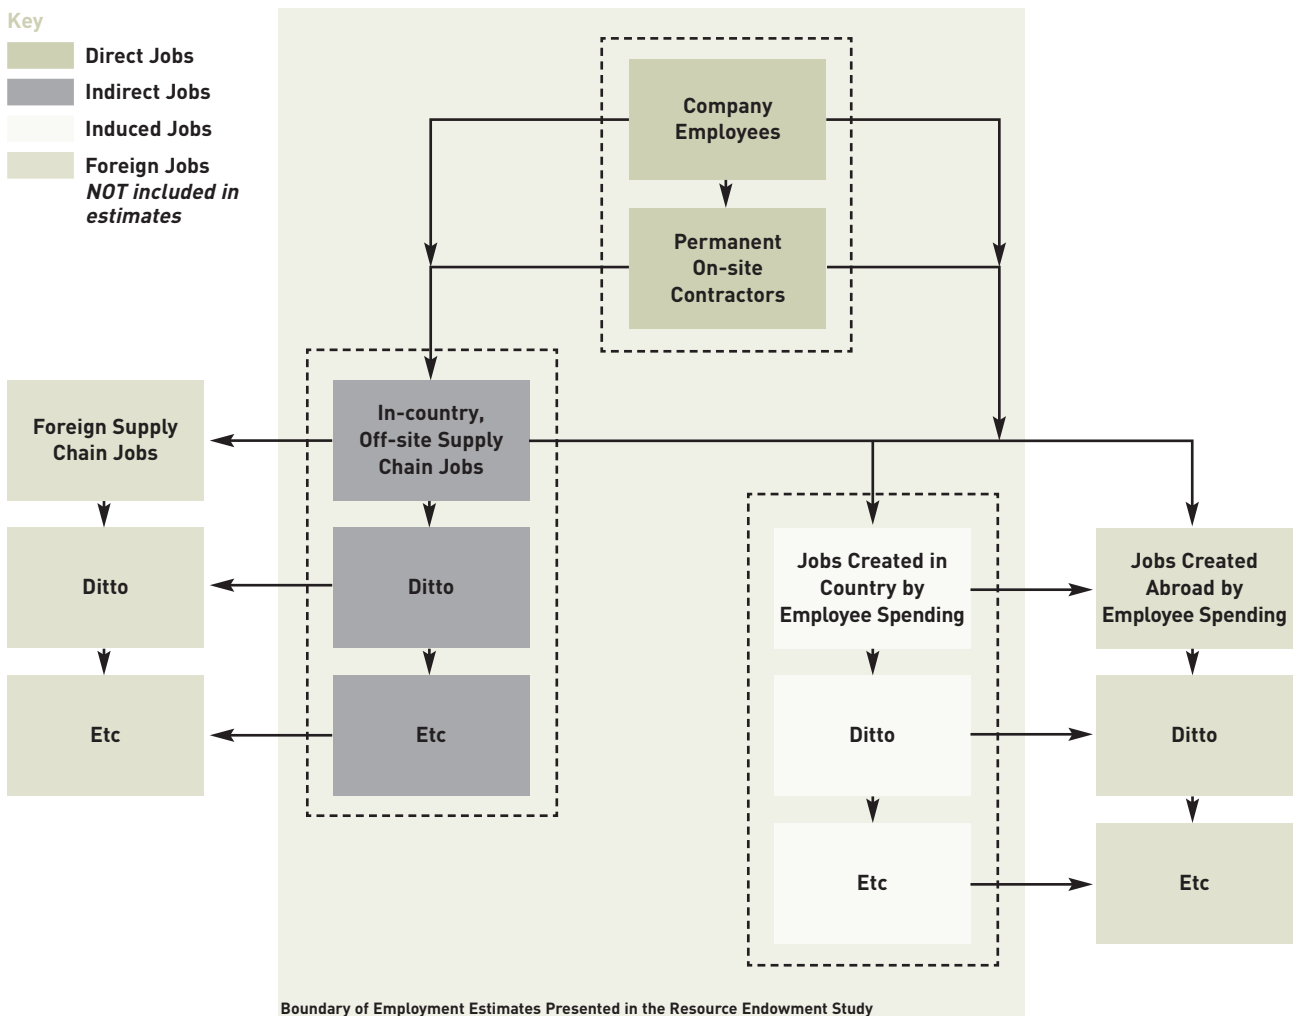 Key
Direct Jobs
Indirect Jobs
Induced Jobs
Foreign Jobs
NOT included in
estimates
Company
Employees
Permanent
On-site
Contractors
Foreign Supply
Chain Jobs
In-country,
Off-site Supply
Chain Jobs
Ditto
Ditto
Etc
Etc
Jobs Created in
Country by
Employee Spending
Jobs Created
Abroad by
Employee Spending
Ditto
Ditto
Etc
Etc
Boundary of Employment Estimates Presented in the Resource Endowment Study